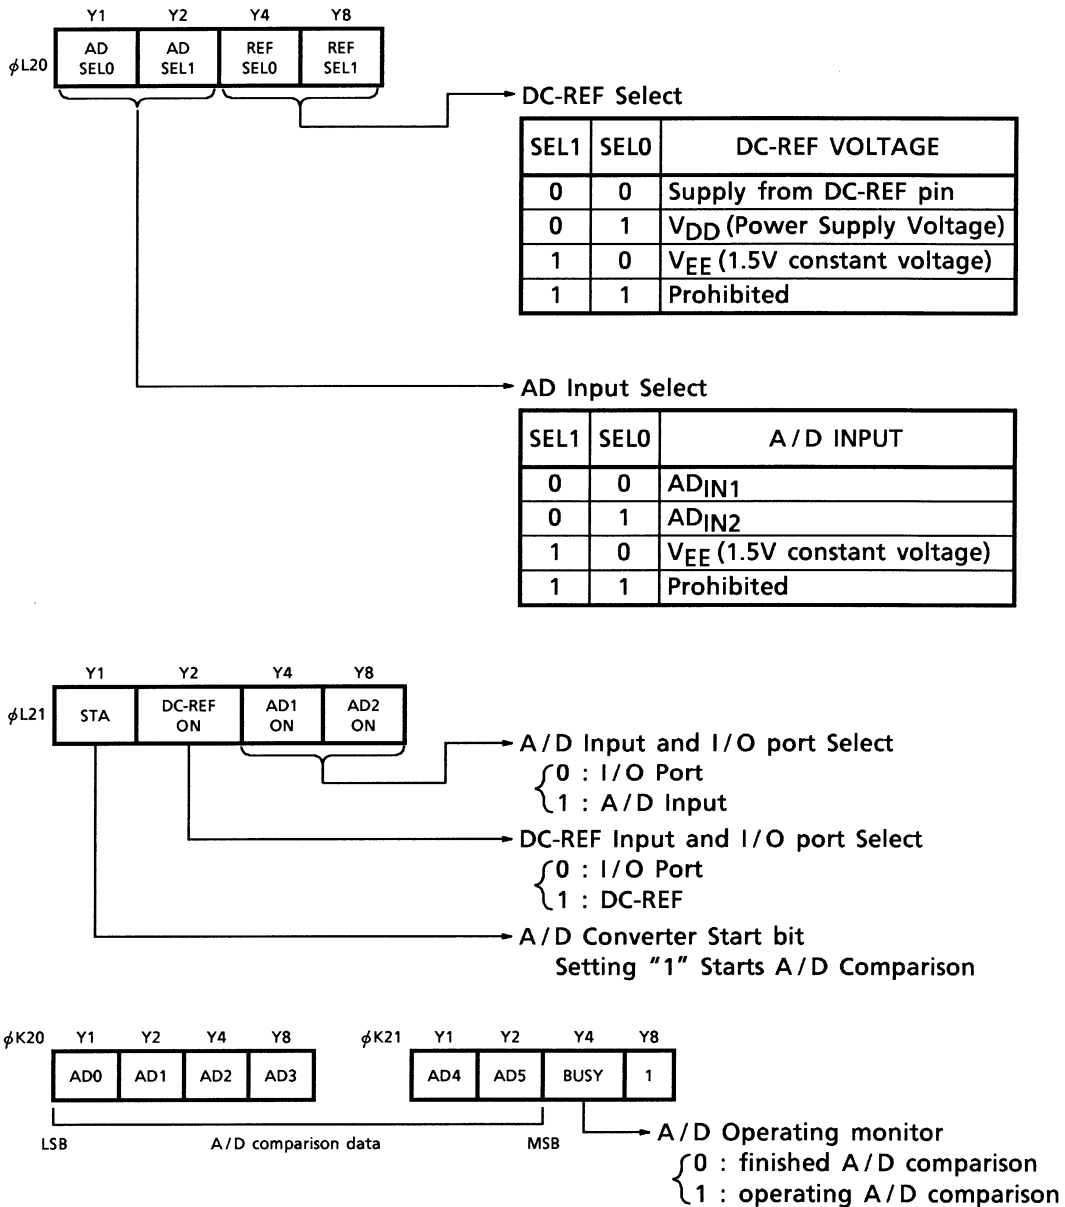 Y1 Y2 Y4 Y8
φL20 AD SEL0 AD SEL1 REF SEL0 REF SEL1
DC-REF Select
SEL1 SEL0 DC-REF VOLTAGE
0 0 Supply from DC-REF pin
0 1 VDD (Power Supply Voltage)
1 0 VEE (1.5V constant voltage)
1 1 Prohibited
AD Input Select
SEL1 SEL0 A/D INPUT
0 0 ADIN1
0 1 ADIN2
1 0 VEE (1.5V constant voltage)
1 1 Prohibited
Y1 Y2 Y4 Y8
φL21 STA DC-REF ON AD1 ON AD2 ON
A/D Input and I/O port Select
0 : I/O Port
1 : A/D Input
DC-REF Input and I/O port Select
0 : I/O Port
1 : DC-REF
A/D Converter Start bit
Setting "1" Starts A/D Comparison
φK20 Y1 Y2 Y4 Y8 φK21 Y1 Y2 Y4 Y8
AD0 AD1 AD2 AD3 AD4 AD5 BUSY 1
LSB A/D comparison data MSB
A/D Operating monitor
0 : finished A/D comparison
1 : operating A/D comparison